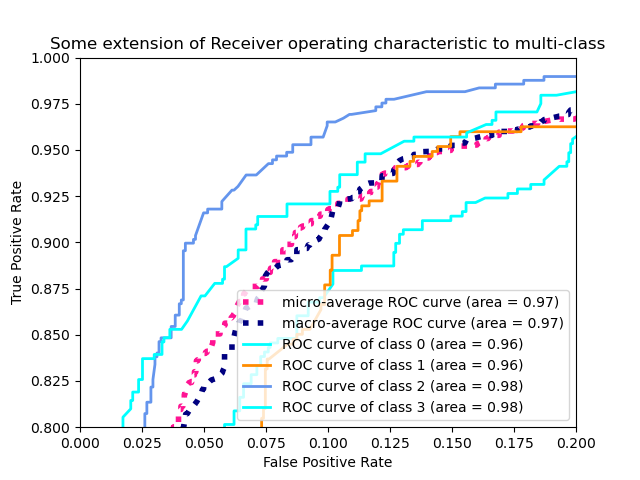 Some extension of Receiver operating characteristic to multi-class
1.000
0.975
0.950
0.925
0.900
0.875
0.850
0.825
0.800
True Positive Rate
micro-average ROC curve (area = 0.97)
macro-average ROC curve (area = 0.97)
ROC curve of class 0 (area = 0.96)
ROC curve of class 1 (area = 0.96)
ROC curve of class 2 (area = 0.98)
ROC curve of class 3 (area = 0.98)
0.000 0.025 0.050 0.075 0.100 0.125 0.150 0.175 0.200
False Positive Rate